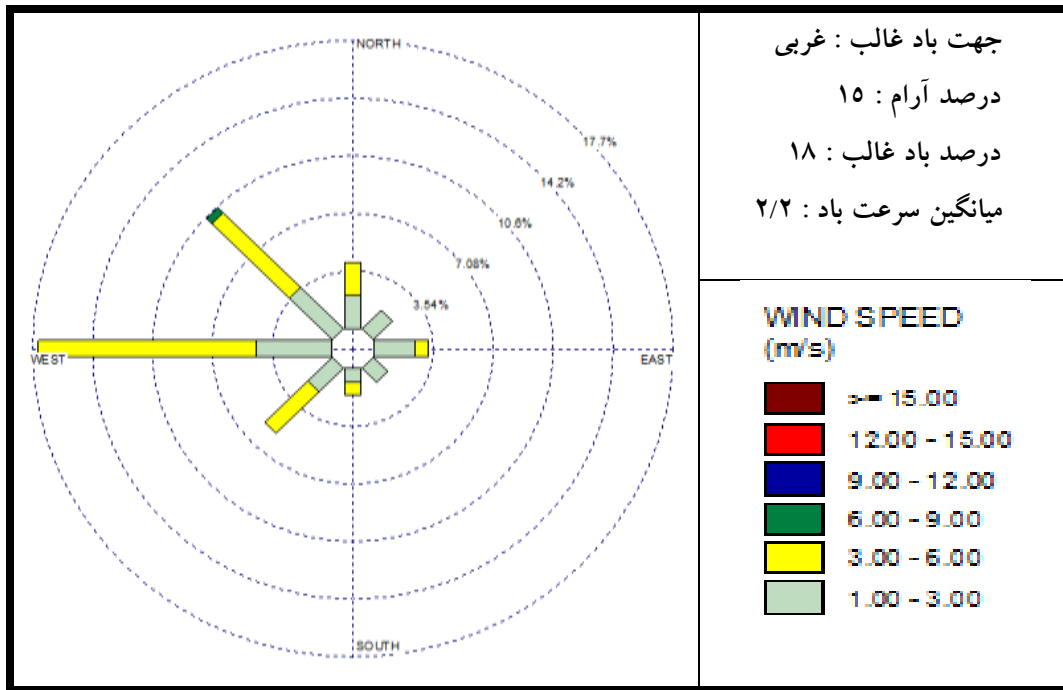 NORTH
17.7%
14.2%
10.6%
7.08%
3.54%
WEST
EAST
SOUTH
جهت باد غالب : غربی
درصد آرام : ۱۵
درصد باد غالب : ۱۸
میانگین سرعت باد : ۲/۲
WIND SPEED
(m/s)
>= 15.00
12.00 - 15.00
9.00 - 12.00
6.00 - 9.00
3.00 - 6.00
1.00 - 3.00